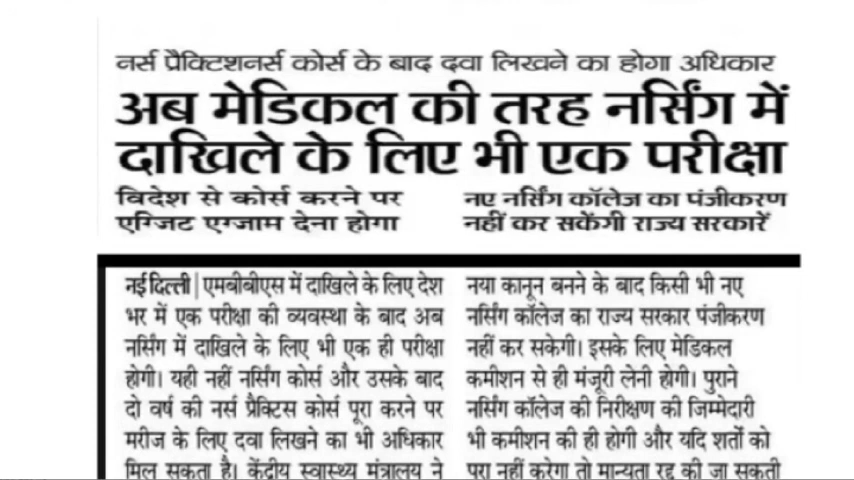 नर्स प्रैक्टिशनर्स कोर्स के बाद दवा लिखने का होगा अधिकार
अब मेडिकल की तरह नर्सिंग में
दाखिले के लिए भी एक परीक्षा
विदेश से कोर्स करने पर
एग्जिट एग्जाम देना होगा
नए नर्सिंग कॉलेज का पंजीकरण
नहीं कर सकेंगी राज्य सरकारें
नई दिल्ली | एमबीबीएस में दाखिले के लिए देश
भर में एक परीक्षा की व्यवस्था के बाद अब
नर्सिंग में दाखिले के लिए भी एक ही परीक्षा
होगी। यही नहीं नर्सिंग कोर्स और उसके बाद
दो वर्ष की नर्स प्रैक्टिस कोर्स पूरा करने पर
मरीज के लिए दवा लिखने का भी अधिकार
मिल सकता है। केंद्रीय स्वास्थ्य मंत्रालय ने
नया कानून बनने के बाद किसी भी नए
नर्सिंग कॉलेज का राज्य सरकार पंजीकरण
नहीं कर सकेगी। इसके लिए मेडिकल
कमीशन से ही मंजूरी लेनी होगी। पुराने
नर्सिंग कॉलेज की निरीक्षण की जिम्मेदारी
भी कमीशन की ही होगी और यदि शर्तों को
पूरा नहीं करेगा तो मान्यता रद्द की जा सकती